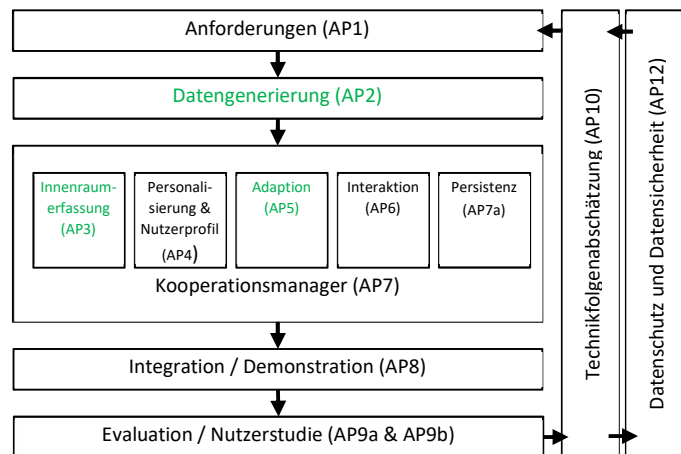 Anforderungen (AP1)
Datengenerierung (AP2)
Innenraum-
erfassung
(AP3)
Personali-
sierung &
Nutzerprofil
(AP4)
Adaption
(AP5)
Interaktion
(AP6)
Persistenz
(AP7a)
Kooperationsmanager (AP7)
Integration / Demonstration (AP8)
Evaluation / Nutzerstudie (AP9a & AP9b)
Technikfolgenabschätzung (AP10)
Datenschutz und Datensicherheit (AP12)